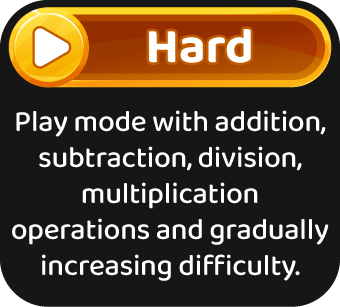 Hard
Play mode with addition,
subtraction, division,
multiplication
operations and gradually
increasing difficulty.